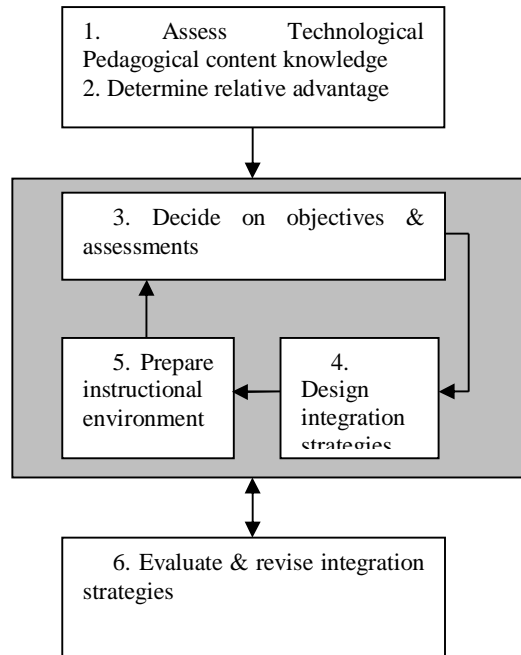 1. Assess Technological
Pedagogical content knowledge
2. Determine relative advantage
3. Decide on objectives &
assessments
5. Prepare
instructional
environment
4.
Design
integration
strategies
6. Evaluate & revise integration
strategies